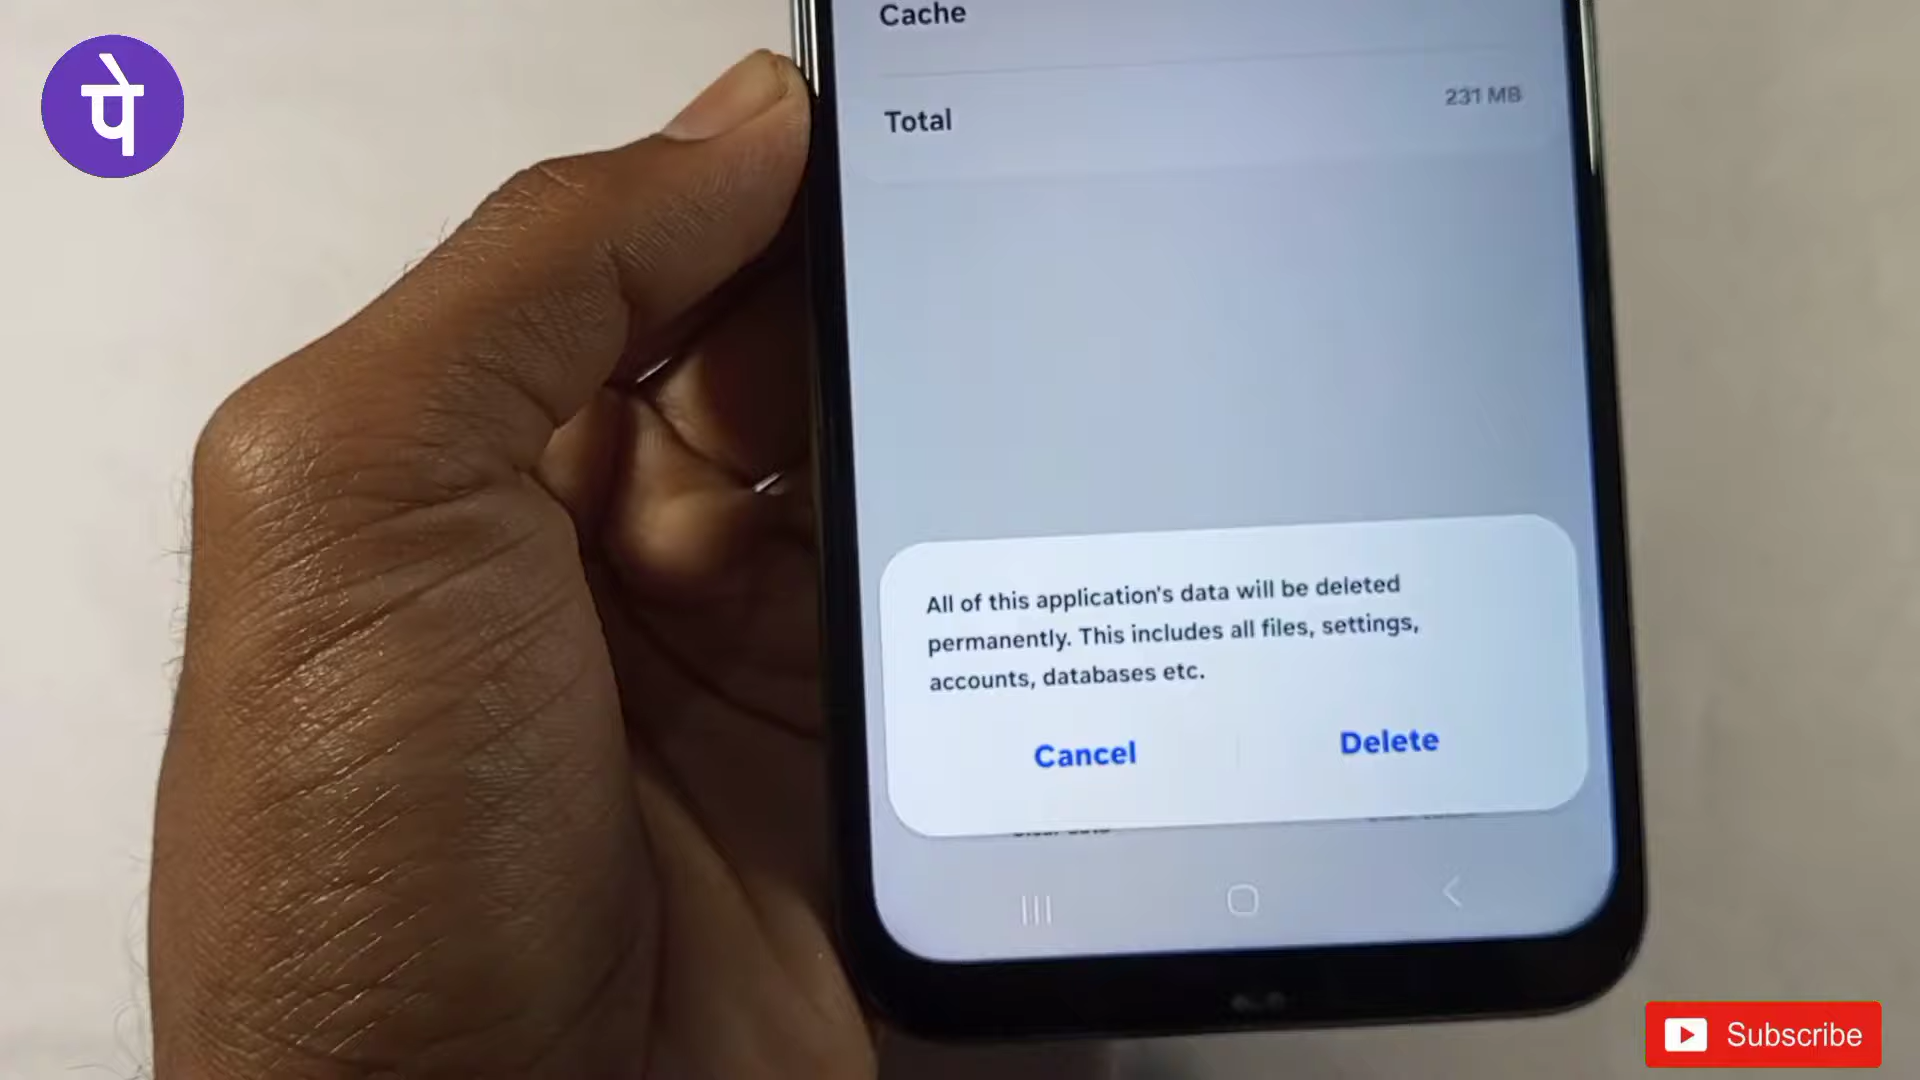 पे
Cache
Total
231 MB
All of this application's data will be deleted
permanently. This includes all files, settings,
accounts, databases etc.
Cancel
Delete
Subscribe